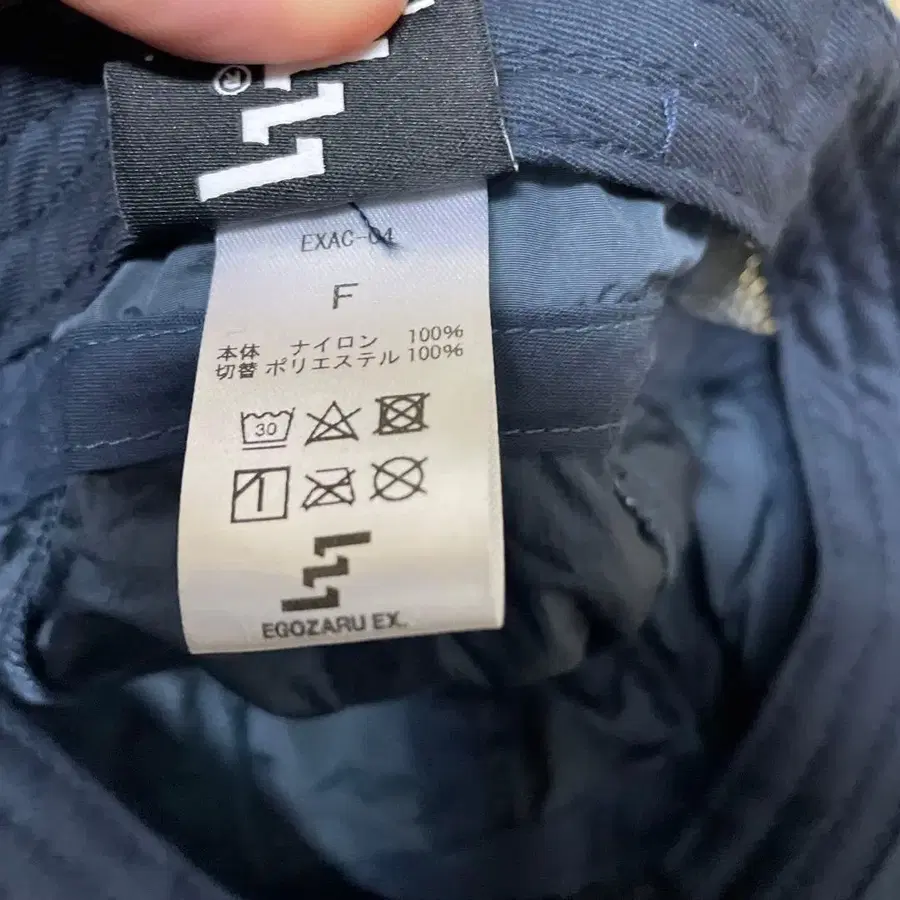 ®
EXAC-04
F
本体 ナイロン 100%
切替 ポリエステル 100%
30
EGOZARU EX.